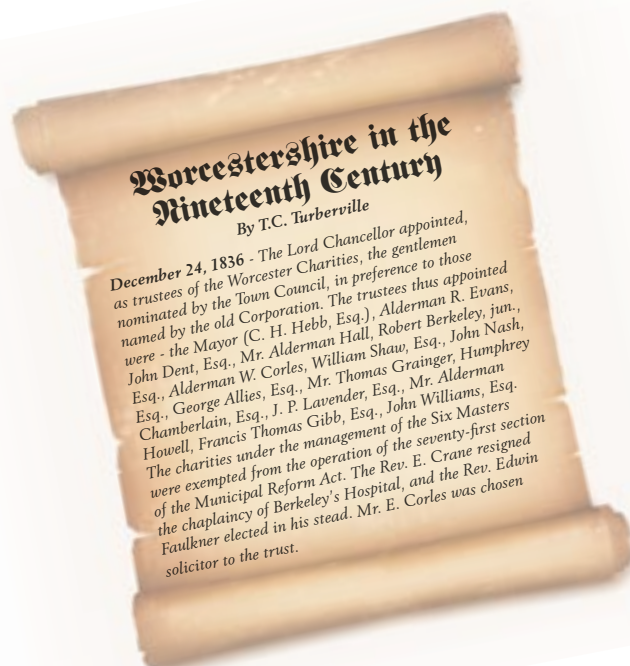 Worcestershire in the
Nineteenth Century
By T.C. Turberville
December 24, 1836 - The Lord Chancellor appointed,
as trustees of the Worcester Charities, the gentlemen
nominated by the Town Council, in preference to those
named by the old Corporation. The trustees thus appointed
were - the Mayor (C. H. Hebb, Esq.), Alderman R. Evans,
John Dent, Esq., Mr. Alderman Hall, Robert Berkeley, jun.,
Esq., Alderman W. Corles, William Shaw, Esq., John Nash,
Esq., George Allies, Esq., Mr. Thomas Grainger, Humphrey
Chamberlain, Esq., J. P. Lavender, Esq., Mr. Alderman
Howell, Francis Thomas Gibb, Esq., John Williams, Esq.
The charities under the management of the Six Masters
were exempted from the operation of the seventy-first section
of the Municipal Reform Act. The Rev. E. Crane resigned
the chaplaincy of Berkeley's Hospital, and the Rev. Edwin
Faulkner elected in his stead. Mr. E. Corles was chosen
solicitor to the trust.